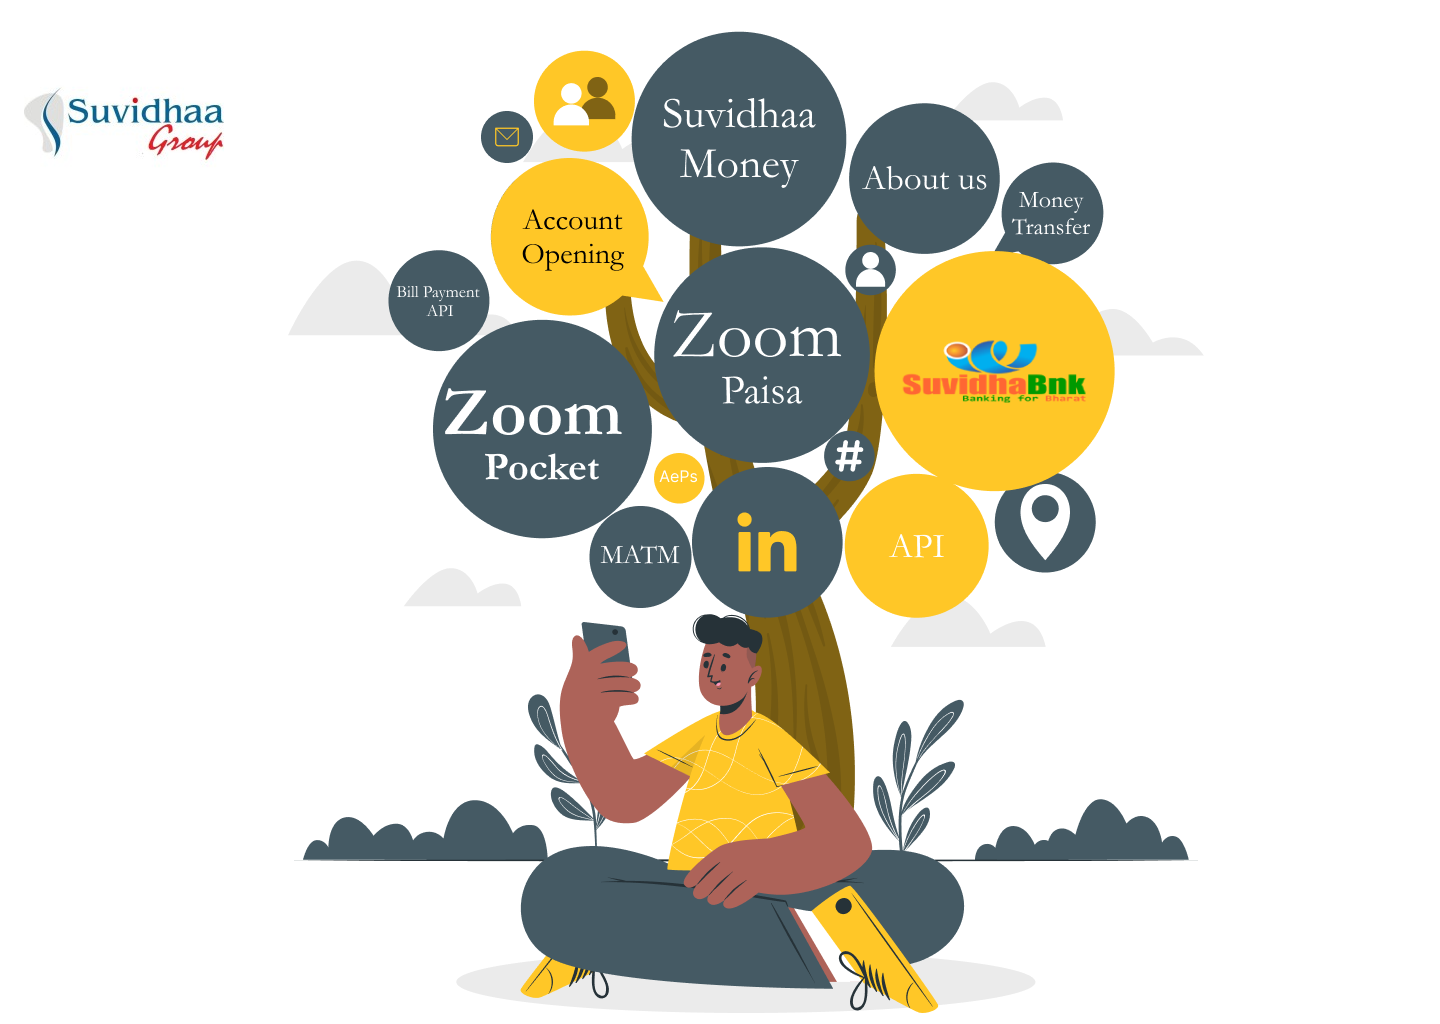 Suvidhaa
Group
Suvidhaa
Money
About us
Money
Transfer
Account
Opening
Bill Payment
API
Zoom
Paisa
SuvidhaBnk
Banking for Bharat
Zoom
Pocket
#
AePs
MATM
in
API